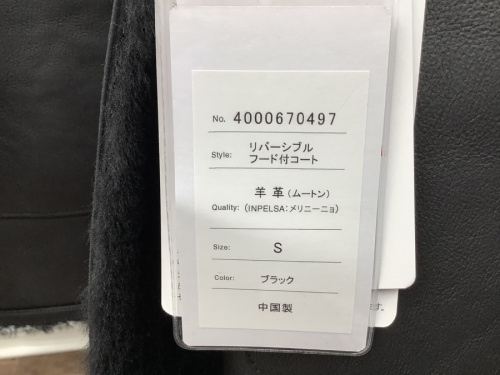 No. 4000670497
Style: リバーシブル
フード付コート
羊 革 (ムートン)
Quality: (INPELSA:メリニーニョ)
Size: S
Color: ブラック
中国製
す。